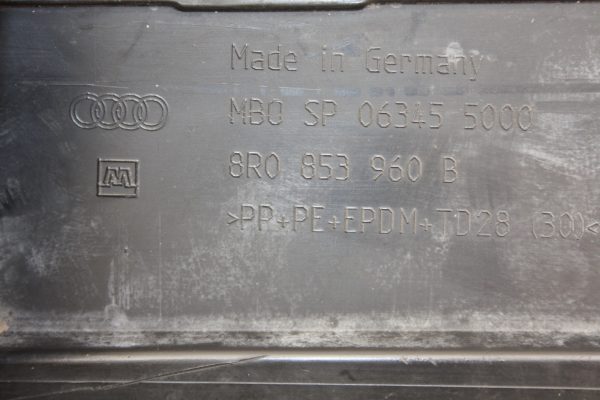 Made in Germany
MBO SP 06345 5000
8R0 853 960 B
>PP+PE+EPDM+TD28 (30)<